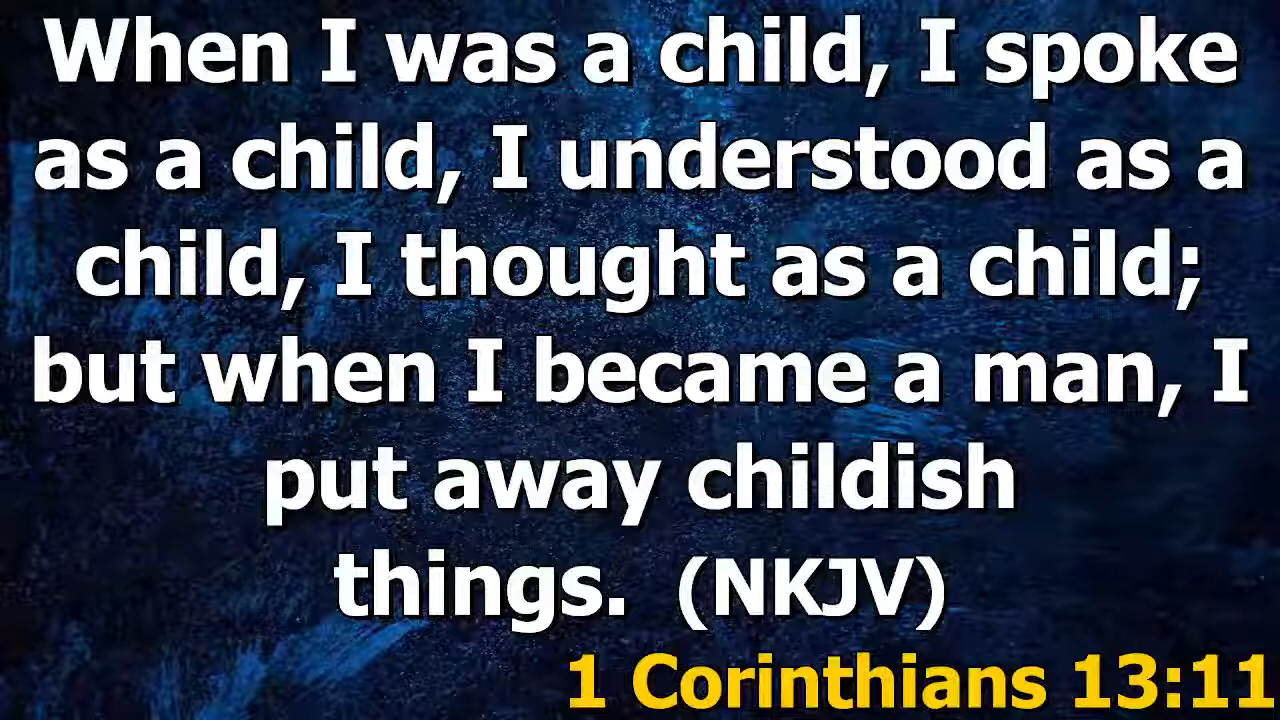 When I was a child, I spoke
as a child, I understood as a
child, I thought as a child;
but when I became a man, I
put away childish
things.  (NKJV)
1 Corinthians 13:11